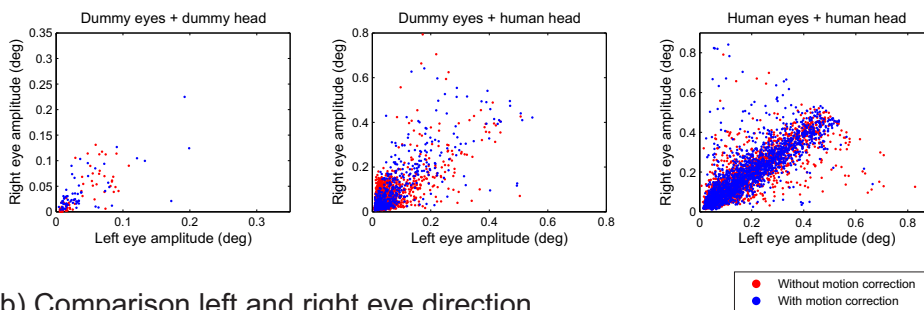 Dummy eyes + dummy head
Right eye amplitude (deg)
0.35
0.3
0.25
0.2
0.15
0.1
0.05
0
0 0.1 0.2 0.3
Left eye amplitude (deg)
Dummy eyes + human head
Right eye amplitude (deg)
0.8
0.6
0.4
0.2
0
0 0.2 0.4 0.6 0.8
Left eye amplitude (deg)
Human eyes + human head
Right eye amplitude (deg)
0.8
0.6
0.4
0.2
0
0 0.2 0.4 0.6 0.8
Left eye amplitude (deg)
Without motion correction
With motion correction
b) Comparison left and right eye direction